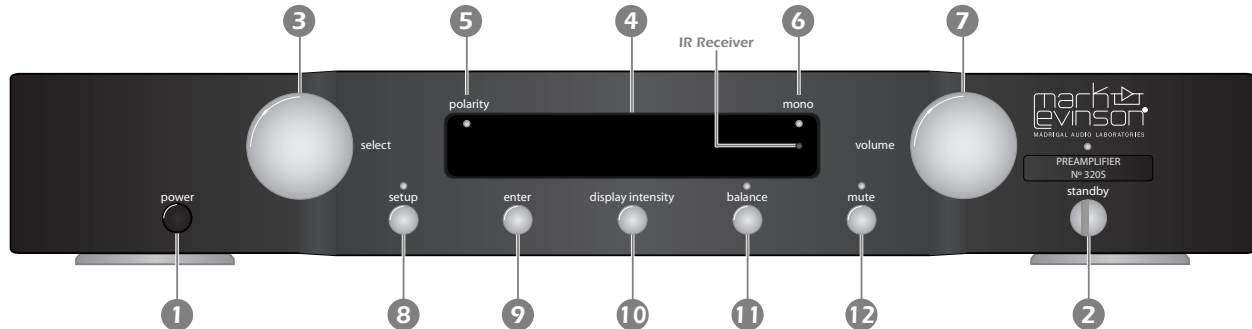 3
5
4
6
7
IR Receiver
polarity
mono
mark
Levinson®
MADRIGAL AUDIO LABORATORIES
select
volume
PREAMPLIFIER
Nº 320S
power
setup
enter
display intensity
balance
mute
standby
1
8
9
10
11
12
2